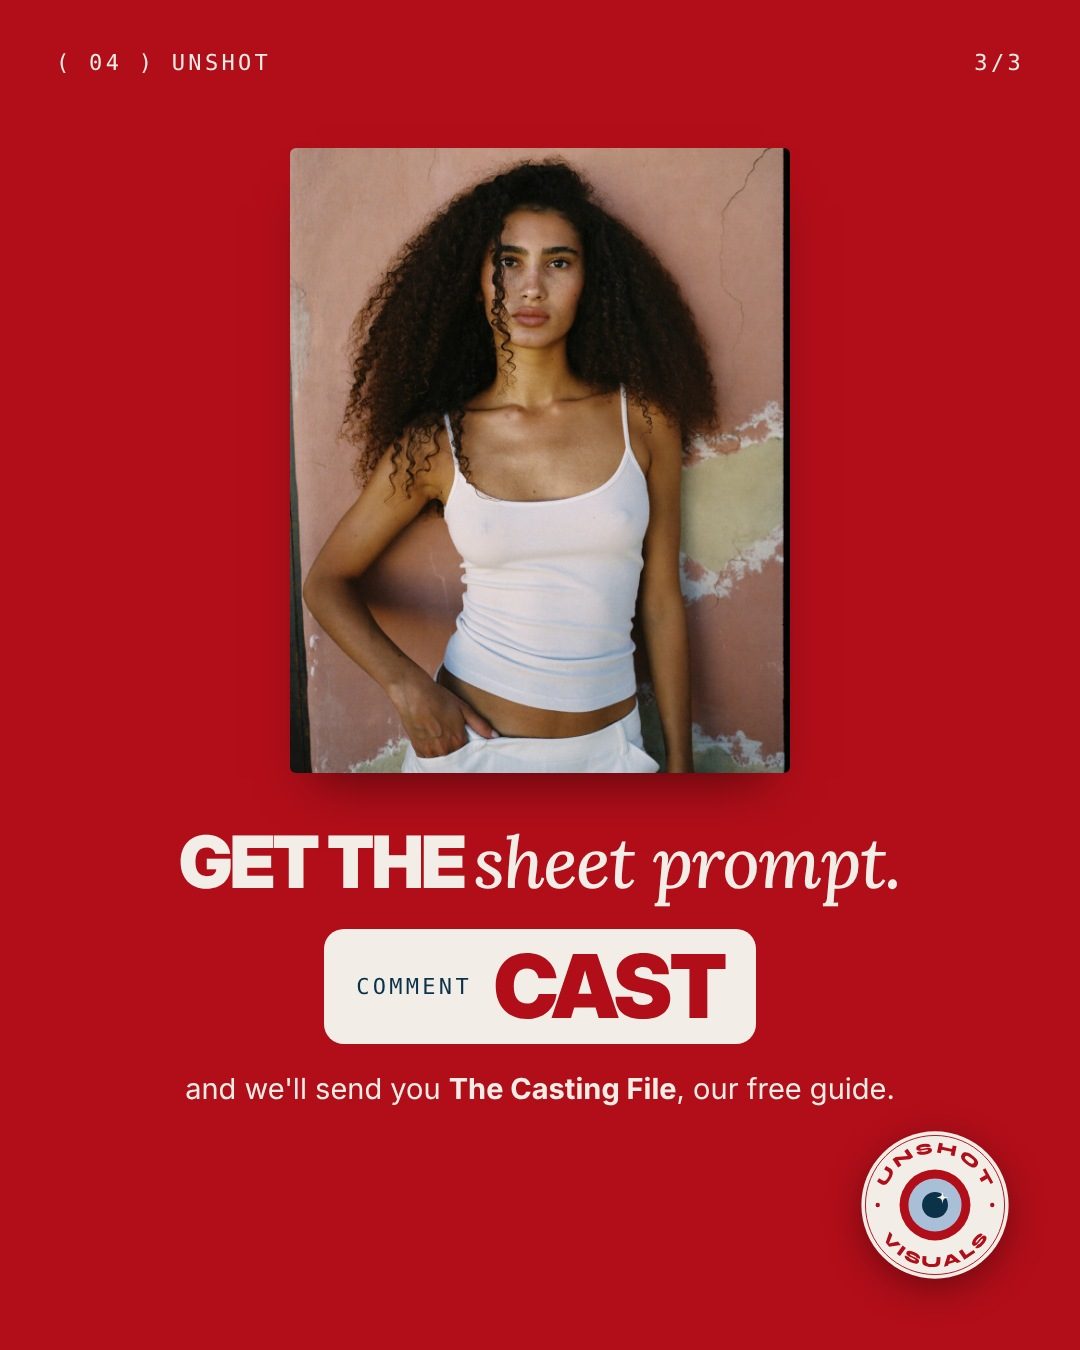 ( 04 ) UNSHOT
3/3
GET THE sheet prompt.
COMMENT CAST
and we'll send you The Casting File, our free guide.
UNSHOT
VISUALS